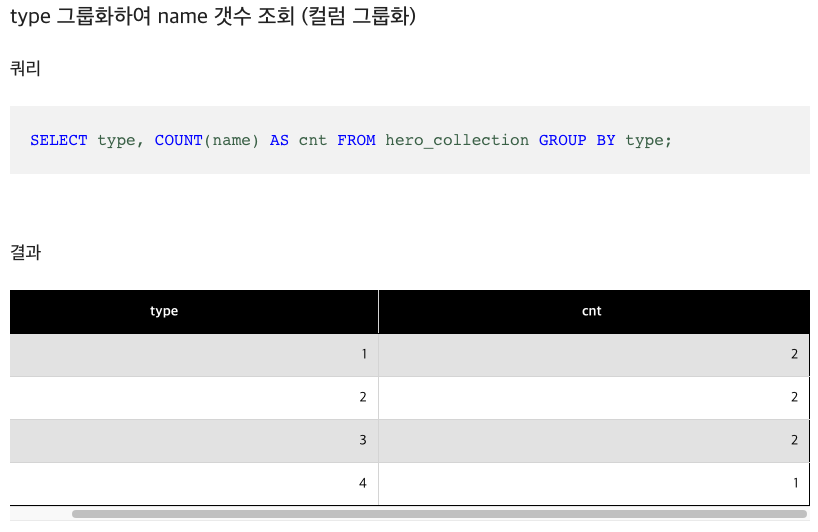 type 그룹화하여 name 갯수 조회 (컬럼 그룹화)
쿼리
SELECT type, COUNT(name) AS cnt FROM hero_collection GROUP BY type;
결과
type cnt
1 2
2 2
3 2
4 1